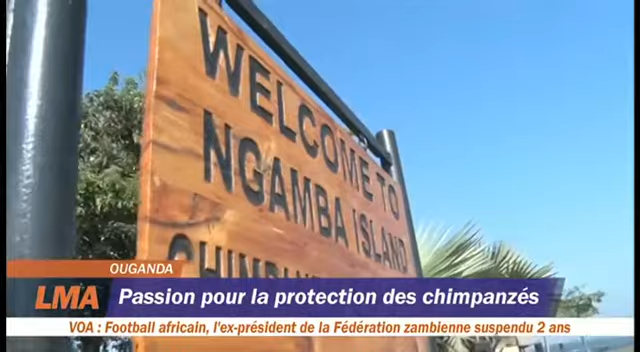 WELCOME TO
NGAMBA ISLAND
OUGANDA
LMA
Passion pour la protection des chimpanzés
VOA : Football africain, l'ex-président de la Fédération zambienne suspendu 2 ans